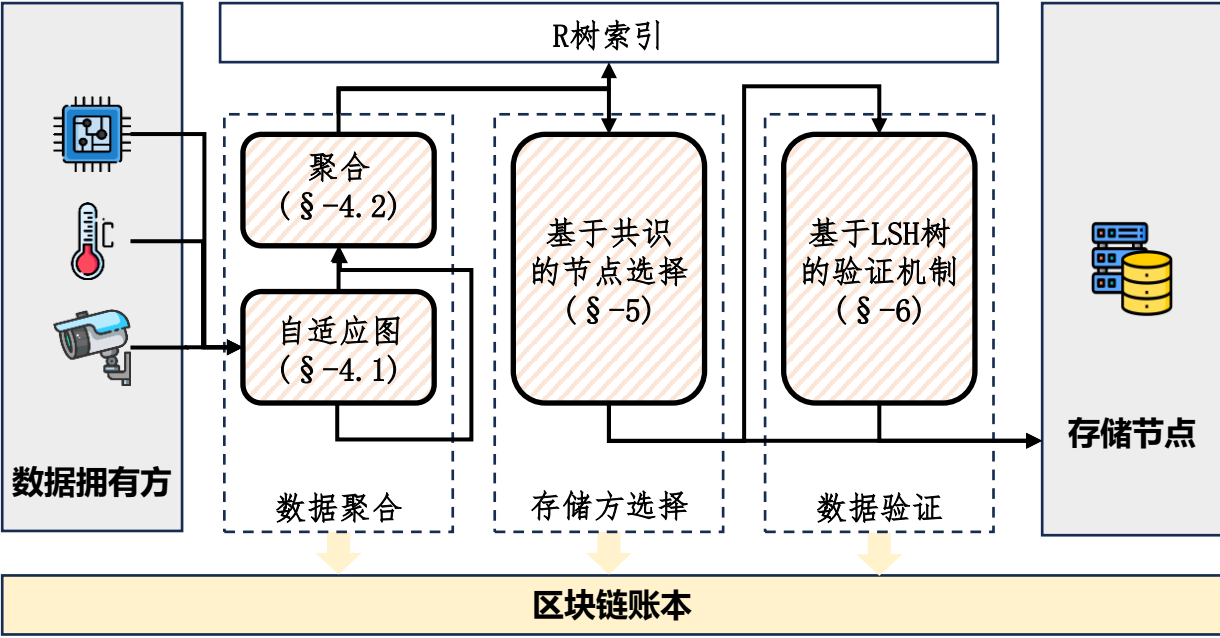 R树索引
聚合
(§-4.2)
自适应图
(§-4.1)
数据聚合
基于共识
的节点选择
(§-5)
存储方选择
基于LSH树
的验证机制
(§-6)
数据验证
数据拥有方
存储节点
区块链账本
C